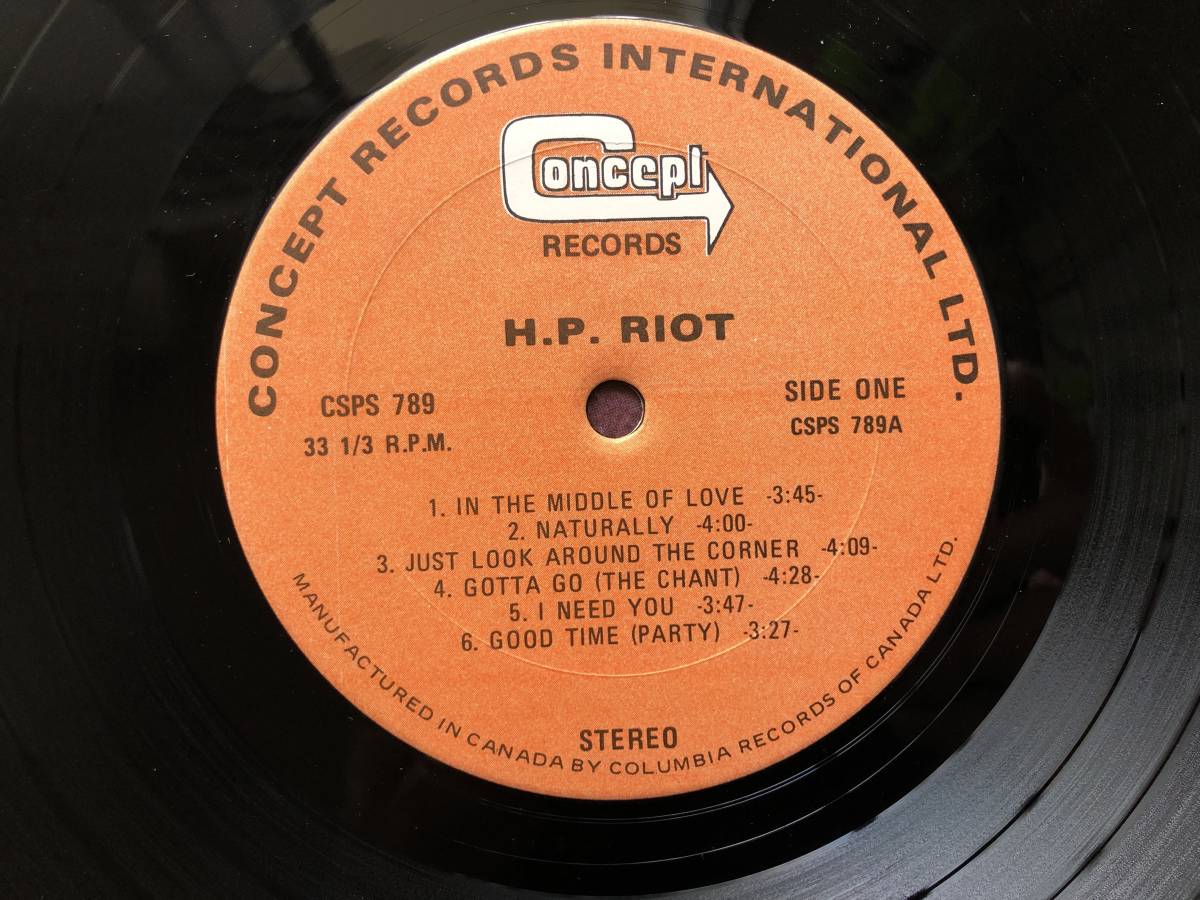 CONCEPT RECORDS INTERNATIONAL LTD.
Concept
RECORDS
H.P. RIOT
CSPS 789
33 1/3 R.P.M.
SIDE ONE
CSPS 789A
1. IN THE MIDDLE OF LOVE -3:45-
2. NATURALLY -4:00-
3. JUST LOOK AROUND THE CORNER -4:09-
4. GOTTA GO (THE CHANT) -4:28-
5. I NEED YOU -3:47-
6. GOOD TIME (PARTY) -3:27-
STEREO
MANUFACTURED IN CANADA BY COLUMBIA RECORDS OF CANADA LTD.